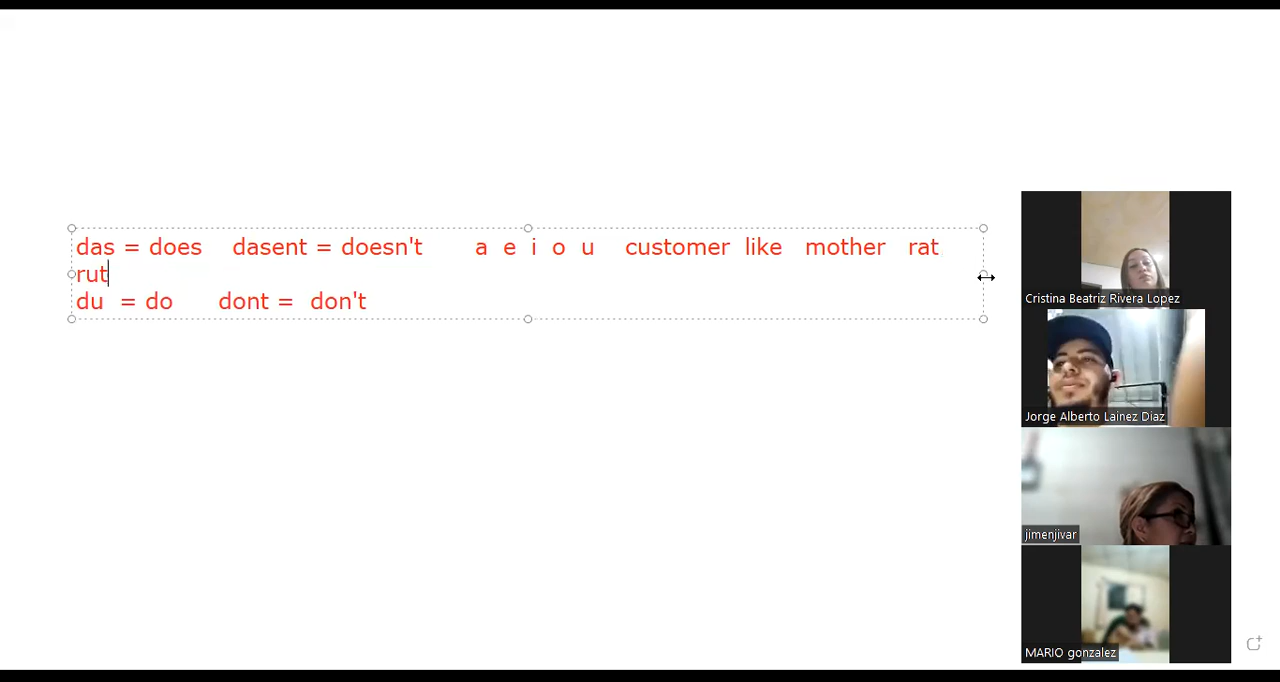 das = does dasent = doesn't a e i o u customer like mother rat
rut
du = do dont = don't
Cristina Beatriz Rivera Lopez
Jorge Alberto Lainez Diaz
jimenjivar
MARIO gonzalez